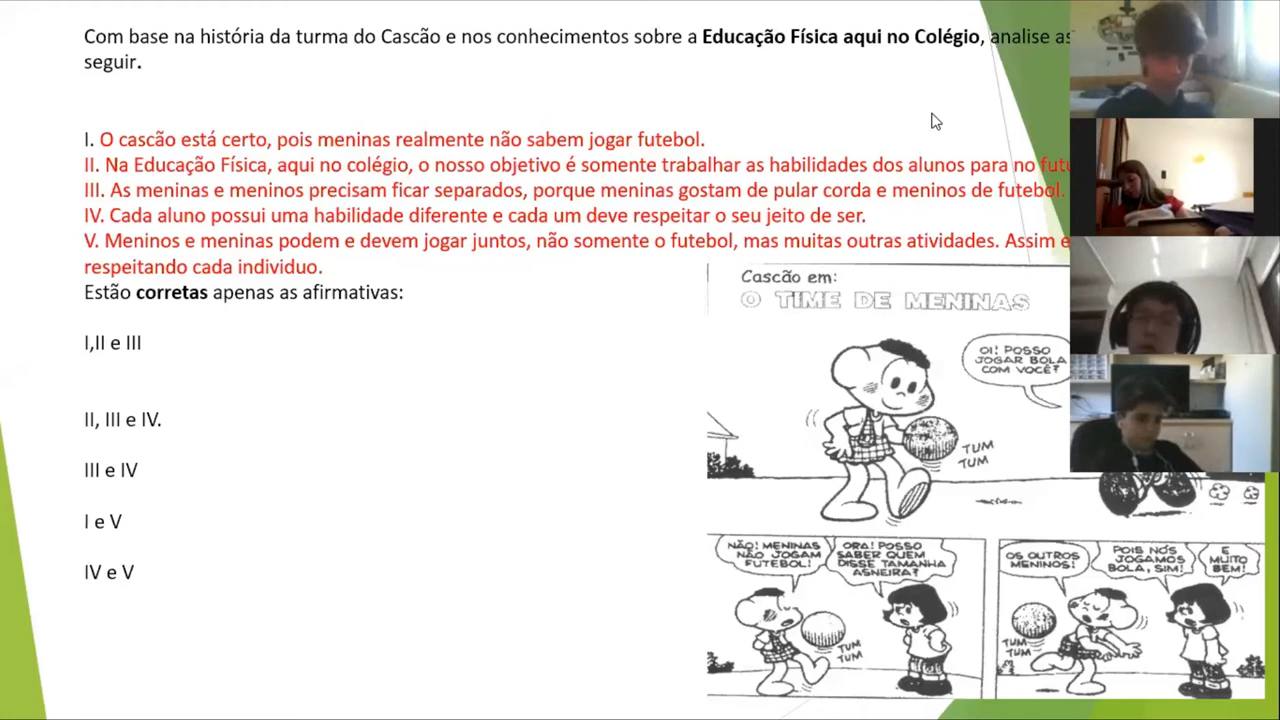 Com base na história da turma do Cascão e nos conhecimentos sobre a Educação Física aqui no Colégio, analise as
seguir.
I. O cascão está certo, pois meninas realmente não sabem jogar futebol.
II. Na Educação Física, aqui no colégio, o nosso objetivo é somente trabalhar as habilidades dos alunos para no
III. As meninas e meninos precisam ficar separados, porque meninas gostam de pular corda e meninos de futebol.
IV. Cada aluno possui uma habilidade diferente e cada um deve respeitar o seu jeito de ser.
V. Meninos e meninas podem e devem jogar juntos, não somente o futebol, mas muitas outras atividades. Assim
respeitando cada individuo.
Estão corretas apenas as afirmativas:
I,II e III
II, III e IV.
III e IV
I e V
IV e V
Cascão em:
O TIME DE MENINAS
OI! POSSO
JOGAR BOLA
COM VOCÊ?
TUM
TUM
NÃO! MENINAS
NÃO JOGAM
FUTEBOL!
ORA! POSSO
SABER QUEM
DISSE TAMANHA
ASNEIRA?
TUM
TUM
OS OUTROS
MENINOS!
POIS NÓS
JOGAMOS
BOLA, SIM!
E
MUITO
BEM!
TUM
TUM